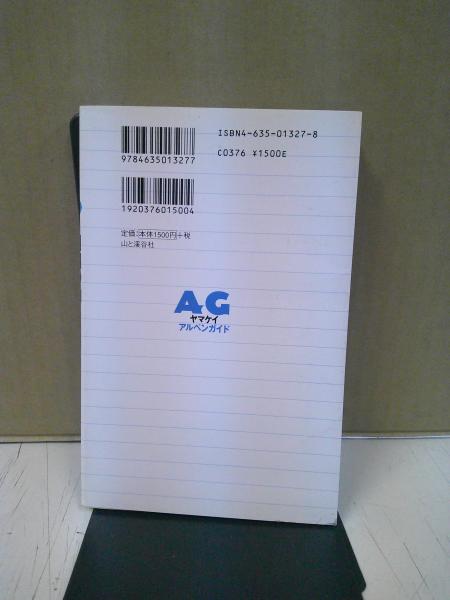 ISBN4-635-01327-8
9784635013277
C0376 ¥1500E
1920376015004
定価:本体1500円+税
山と溪谷社
AG
ヤマケイ
アルペンガイド